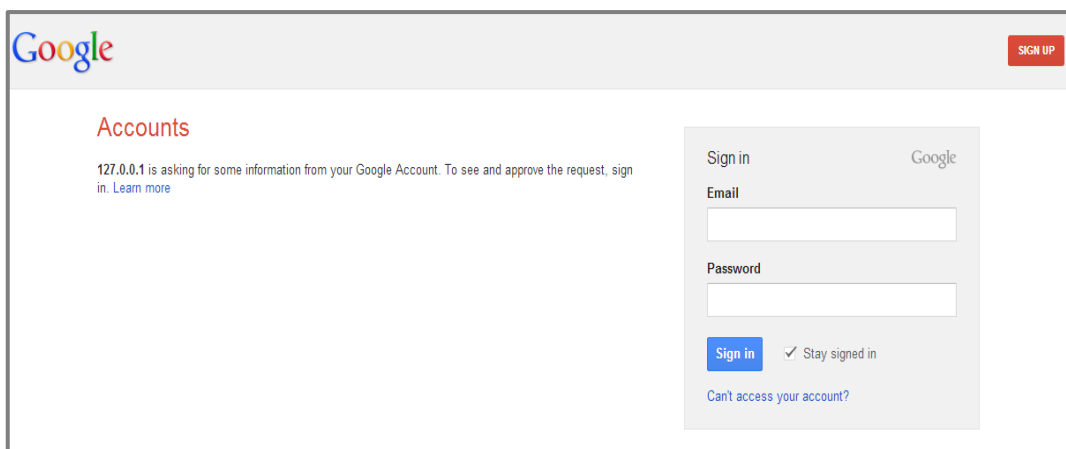 Google
SIGN UP
Accounts
127.0.0.1 is asking for some information from your Google Account. To see and approve the request, sign
in. Learn more
Sign in Google
Email
Password
Sign in Stay signed in
Can't access your account?